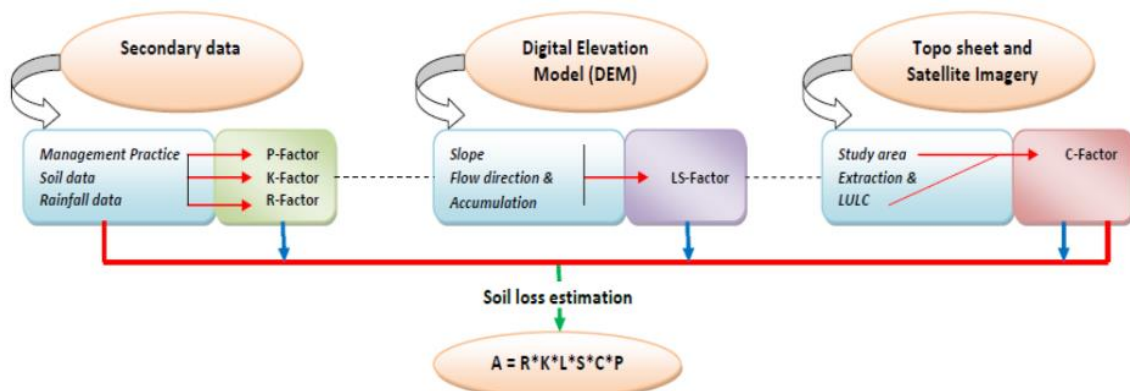 Secondary data
Digital Elevation
Model (DEM)
Topo sheet and
Satellite Imagery
Management Practice
Soil data
Rainfall data
P-Factor
K-Factor
R-Factor
Slope
Flow direction &
Accumulation
LS-Factor
Study area
Extraction &
LULC
C-Factor
Soil loss estimation
A = R*K*L*S*C*P